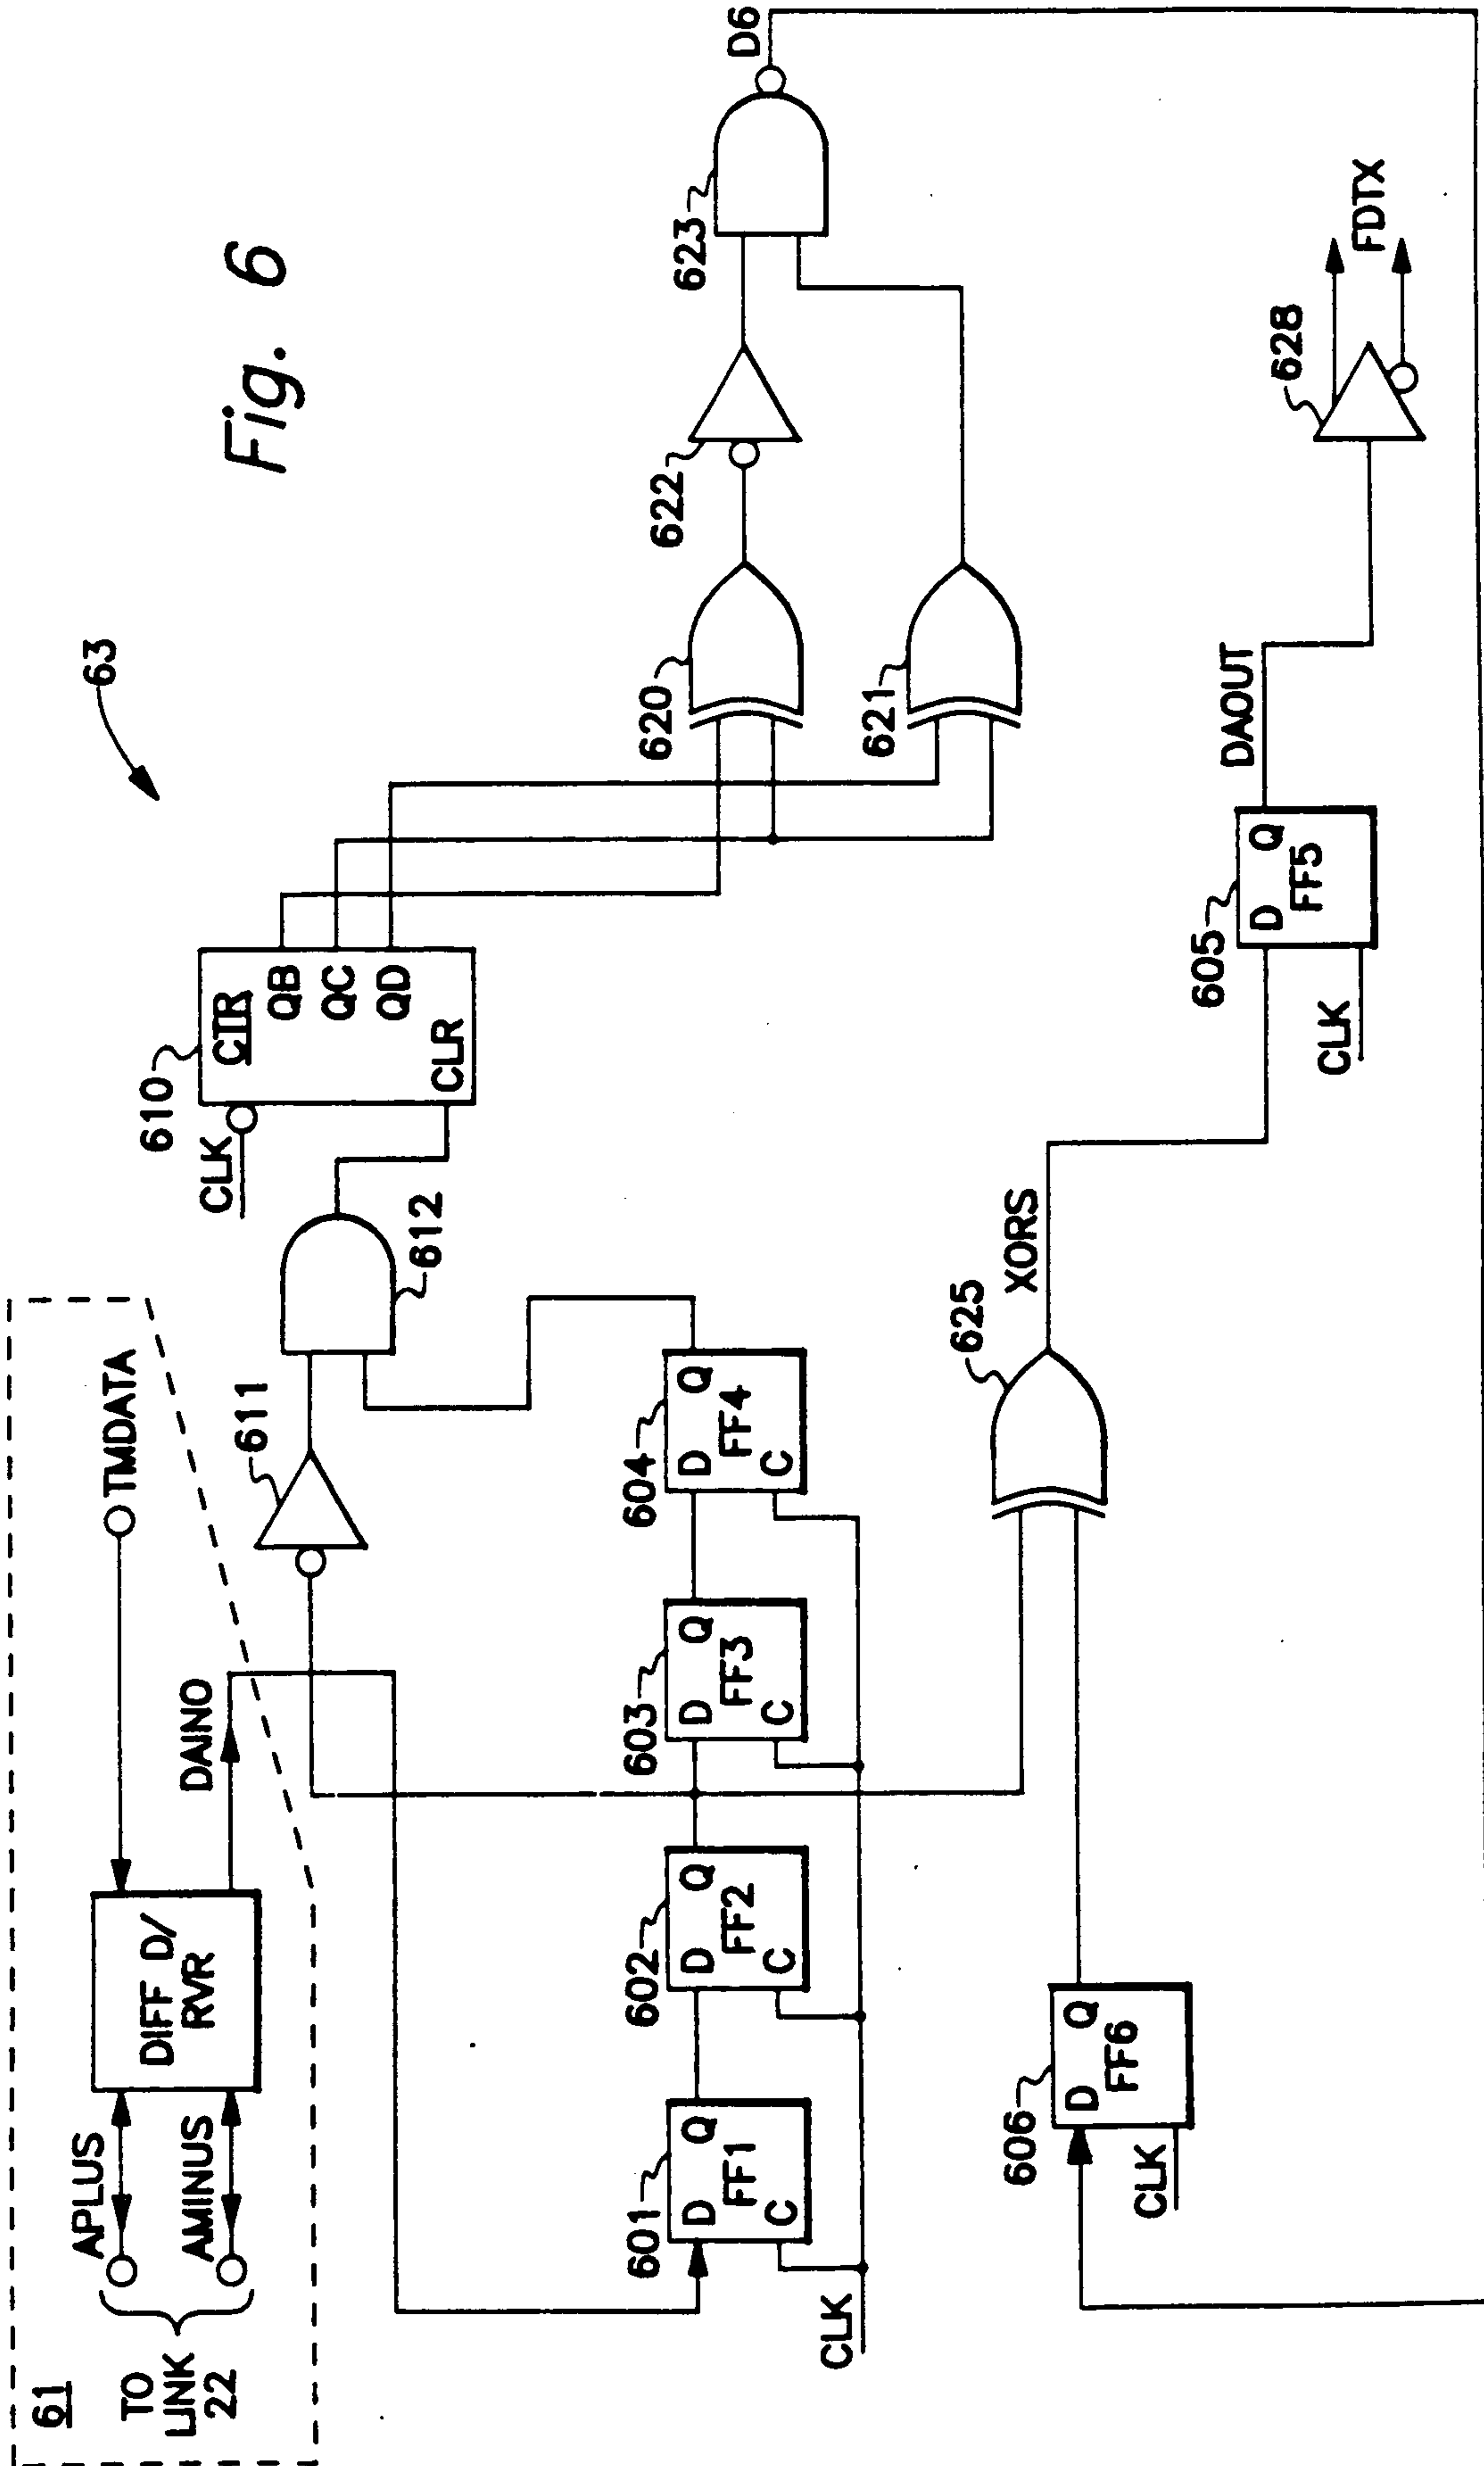 Fig. 6
63
61
TO
LINK
22
APLUS
AMINUS
DIFF D/
RVR
DAINO
TMDATA
611
612
610
CLK
CTR
QB
QC
QD
CLR
601
D Q
FF1
C
602
D Q
FF2
C
603
D Q
FF3
C
604
D Q
FF4
C
CLK
620
621
622
623
D6
606
D Q
FF6
CLK
625
XORS
605
D Q
FF5
CLK
DAOUT
628
FDTX